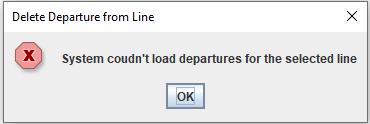 Delete Departure from Line
System coudn't load departures for the selected line
OK